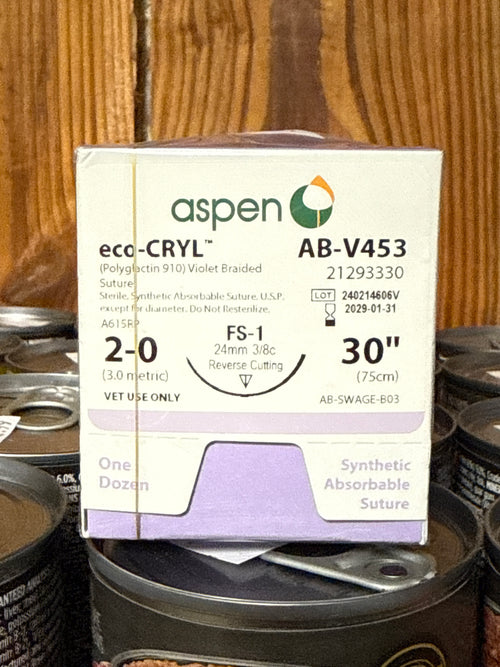 aspen
eco-CRYL™
AB-V453
(Polyglactin 910) Violet Braided
Suture
21293330
Sterile, Synthetic Absorbable Suture, U.S.P.
except for diameter. Do Not Resterilize.
LOT 240214606V
2029-01-31
2-0
(3.0 metric)
VET USE ONLY
FS-1
24mm 3/8c
Reverse Cutting
30"
(75cm)
AB-SWAGE-B03
One
Dozen
Synthetic
Absorbable
Suture